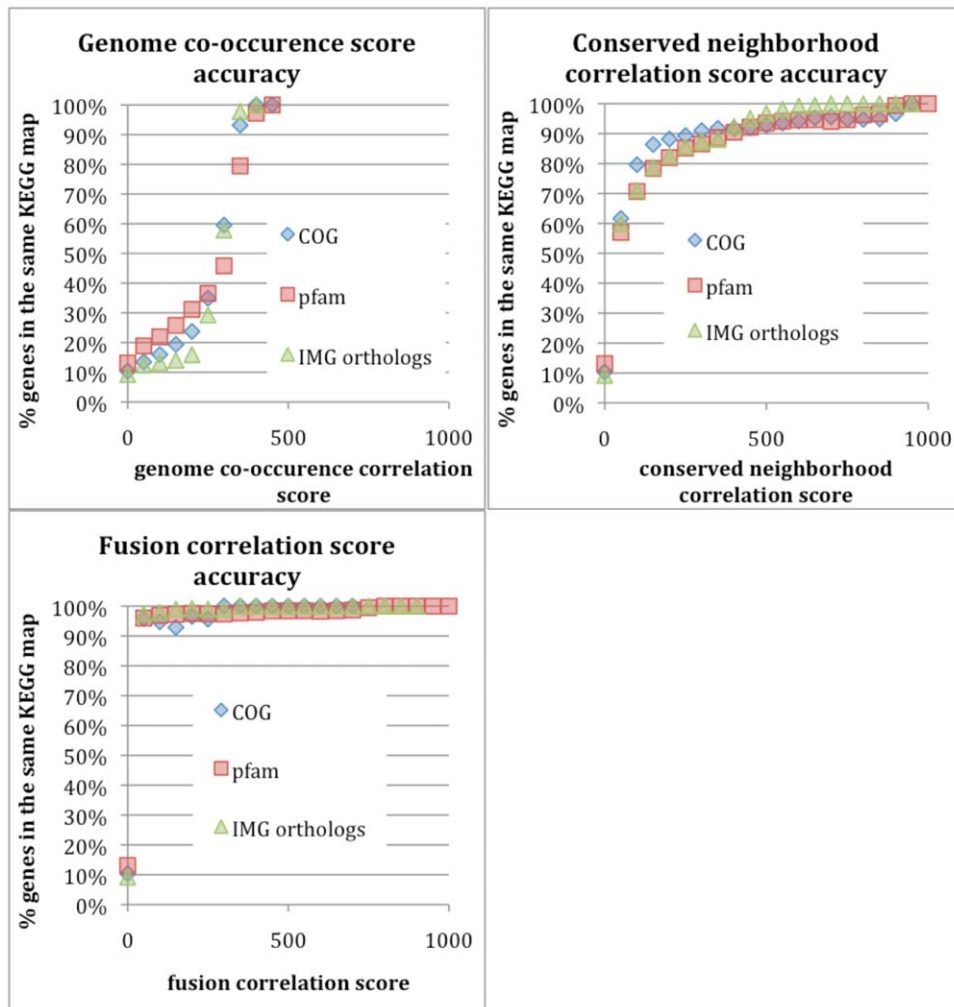 Genome co-occurence score
accuracy
% genes in the same KEGG map
100%
90%
80%
70%
60%
50%
40%
30%
20%
10%
0%
COG
pfam
IMG orthologs
0
500
1000
genome co-occurence correlation
score
Conserved neighborhood
correlation score accuracy
% genes in the same KEGG map
100%
90%
80%
70%
60%
50%
40%
30%
20%
10%
0%
COG
pfam
IMG orthologs
0
500
1000
conserved neighborhood
correlation score
Fusion correlation score
accuracy
% genes in the same KEGG map
100%
90%
80%
70%
60%
50%
40%
30%
20%
10%
0%
COG
pfam
IMG orthologs
0
500
1000
fusion correlation score